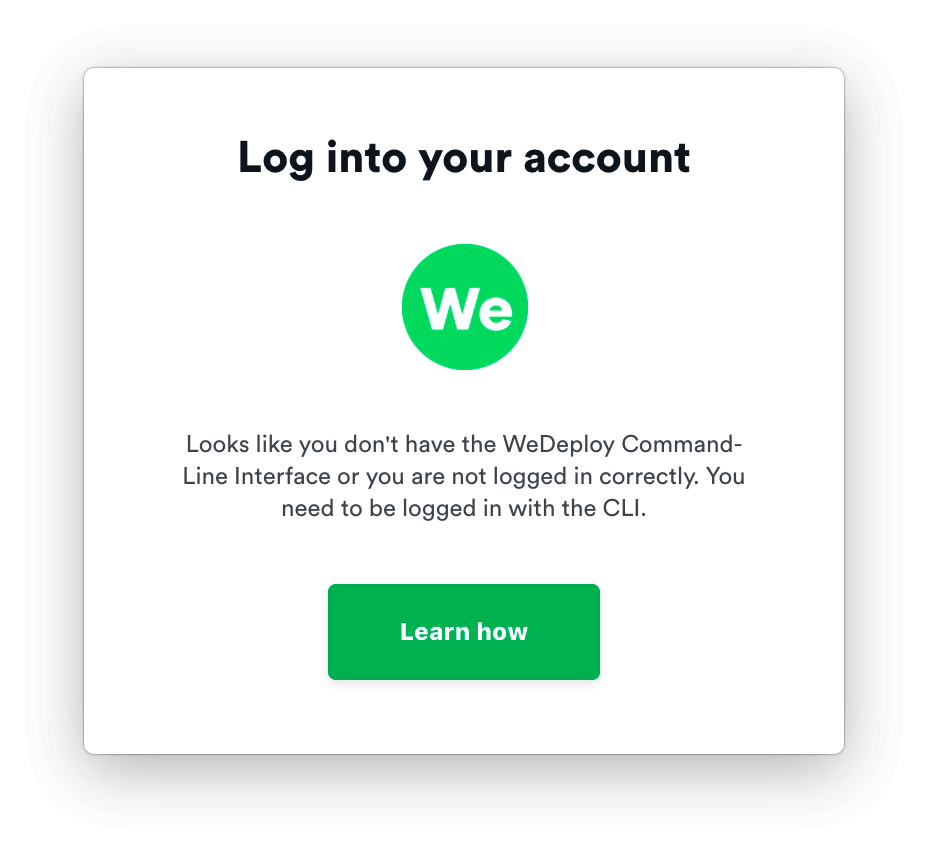 Log into your account
We
Looks like you don't have the WeDeploy Command-
Line Interface or you are not logged in correctly. You
need to be logged in with the CLI.
Learn how